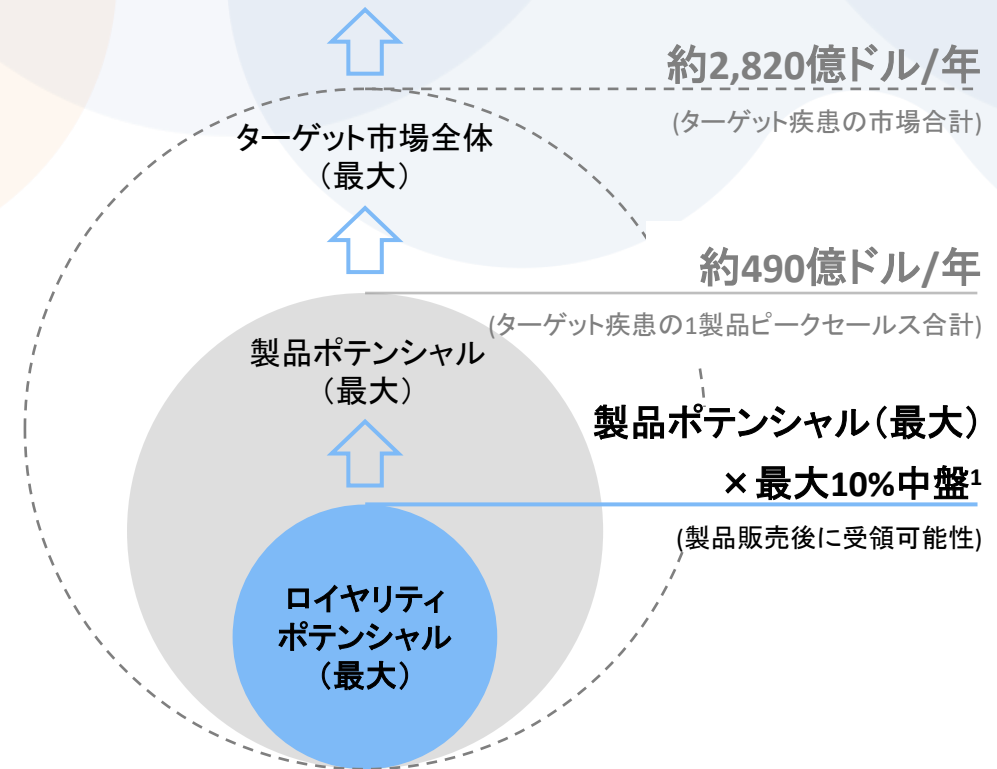 約2,820億ドル/年
(ターゲット疾患の市場合計)
ターゲット市場全体
（最大）
約490億ドル/年
(ターゲット疾患の1製品ピークセールス合計)
製品ポテンシャル
（最大）
製品ポテンシャル（最大）
×最大10%中盤¹
(製品販売後に受領可能性)
ロイヤリティ
ポテンシャル
（最大）